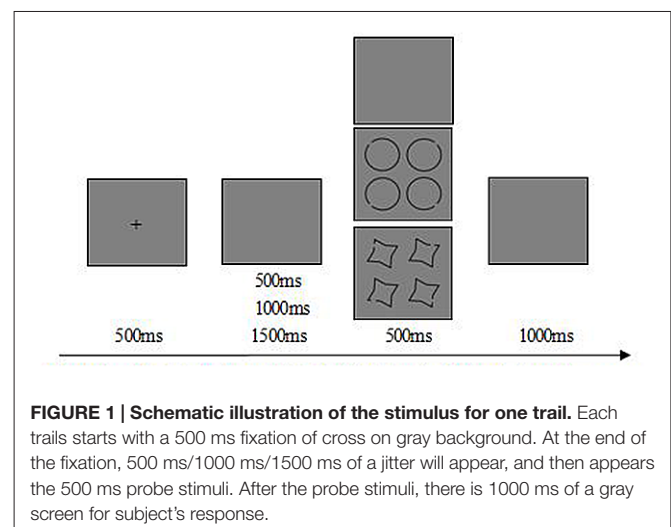 +
500ms
1000ms
500ms
1500ms
500ms
1000ms
FIGURE 1 | Schematic illustration of the stimulus for one trail. Each
trails starts with a 500 ms fixation of cross on gray background. At the end of
the fixation, 500 ms/1000 ms/1500 ms of a jitter will appear, and then appears
the 500 ms probe stimuli. After the probe stimuli, there is 1000 ms of a gray
screen for subject's response.